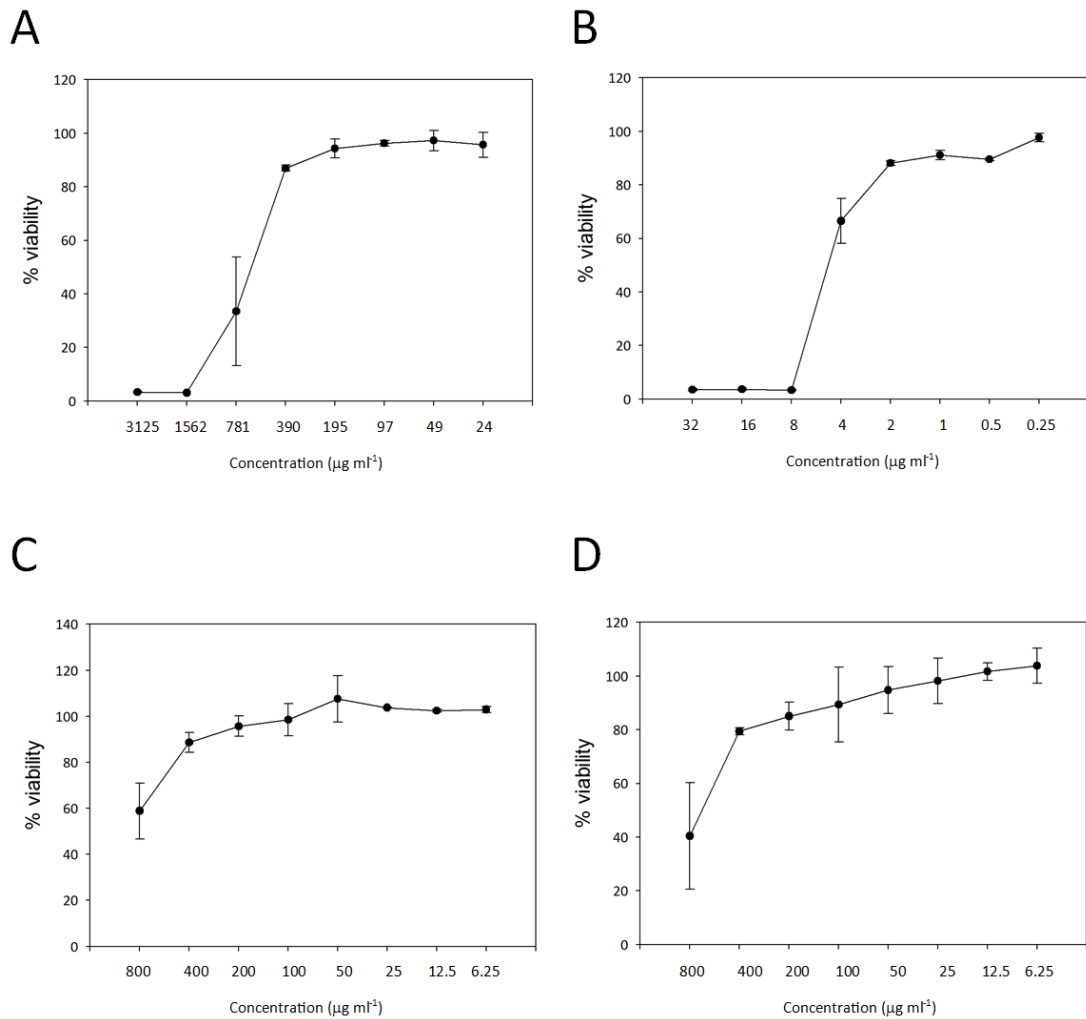 A
120
100
80
60
40
20
0
% viability
3125 1562 781 390 195 97 49 24
Concentration (µg ml⁻¹)
B
120
100
80
60
40
20
0
% viability
32 16 8 4 2 1 0.5 0.25
Concentration (µg ml⁻¹)
C
140
120
100
80
60
40
20
0
% viability
800 400 200 100 50 25 12.5 6.25
Concentration (µg ml⁻¹)
D
120
100
80
60
40
20
0
% viability
800 400 200 100 50 25 12.5 6.25
Concentration (µg ml⁻¹)